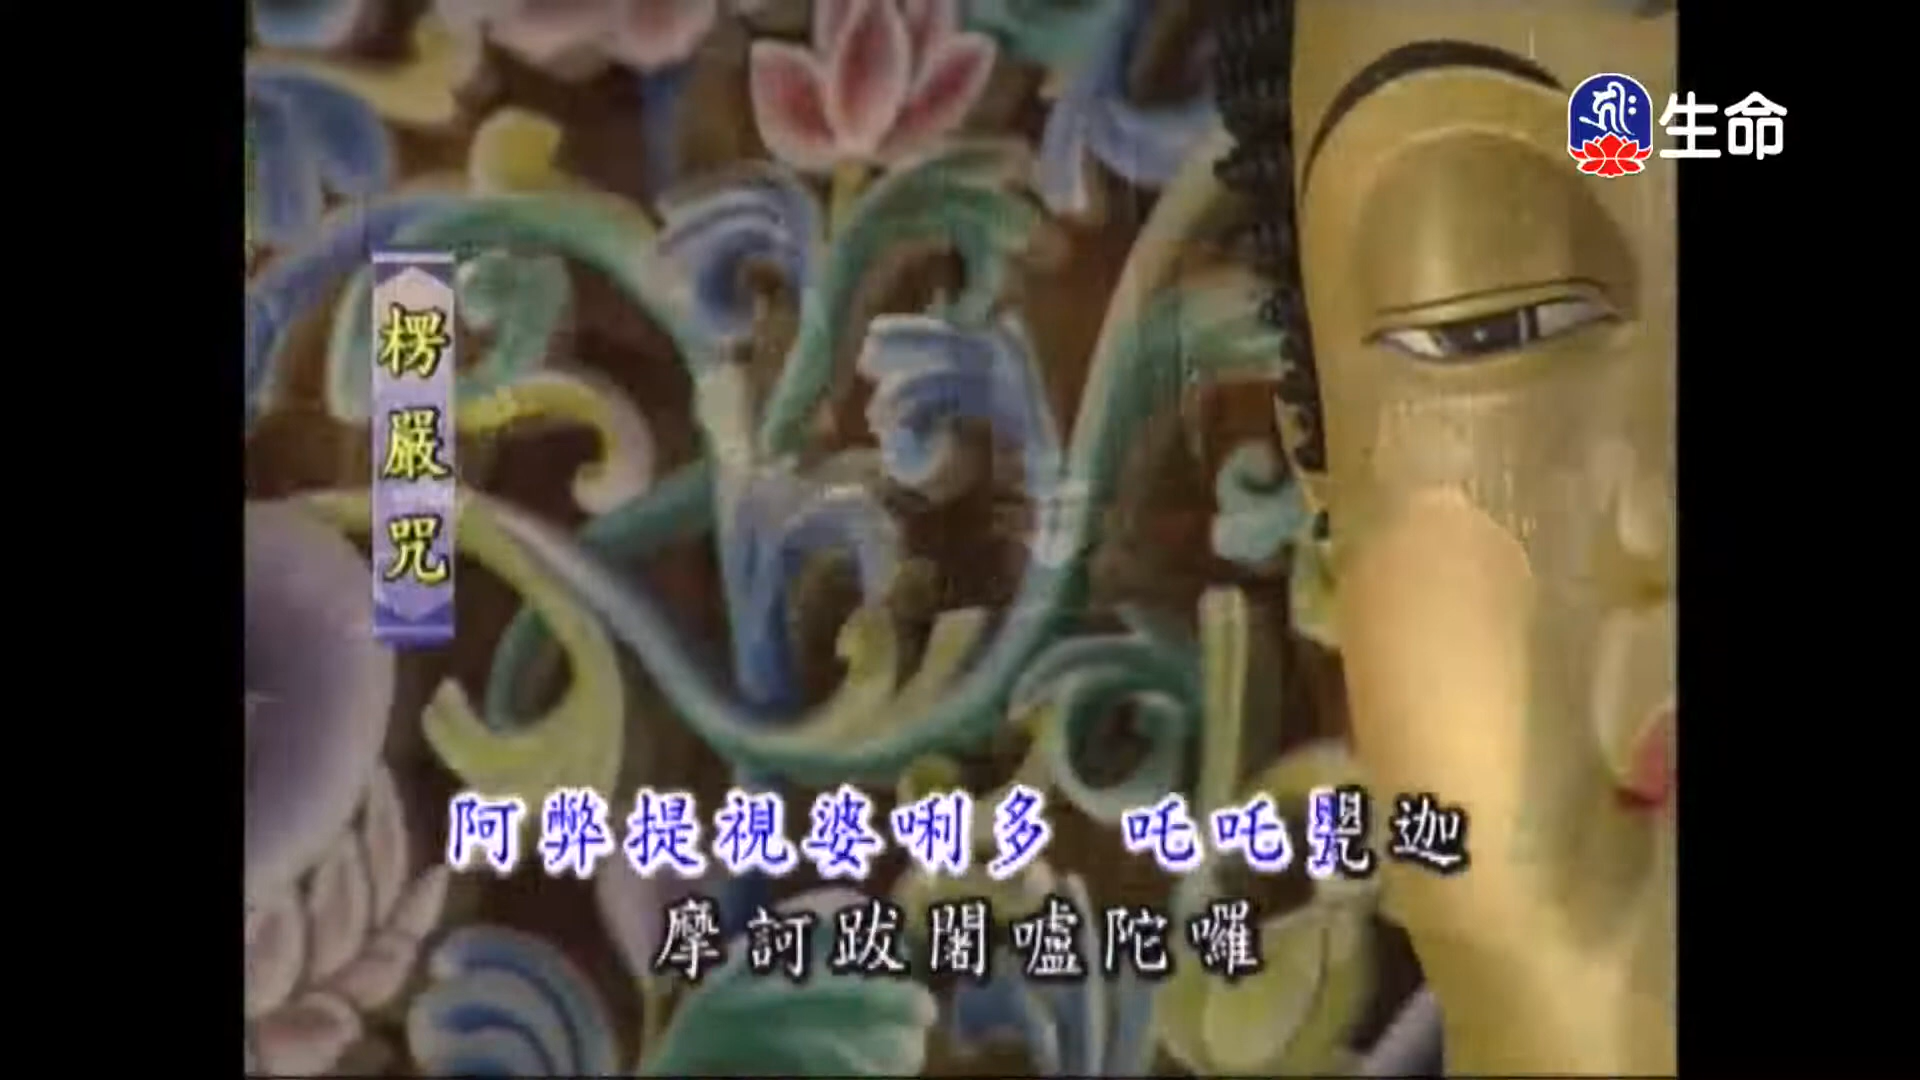 生命
楞嚴咒
阿弊提視婆唎多 吒吒甖迦
摩訶跋闍嚧陀囉